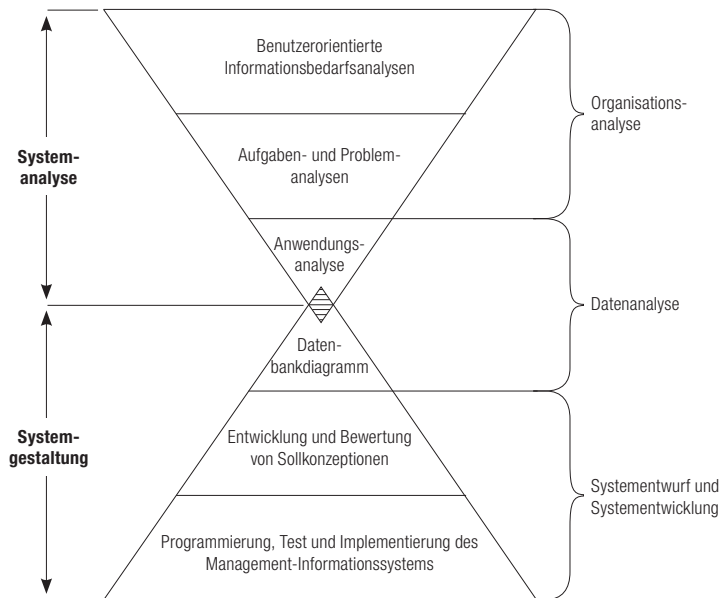 Benutzerorientierte
Informationsbedarfsanalysen
Organisations-
analyse
Aufgaben- und Problem-
analysen
System-
analyse
Anwendungs-
analyse
Datenanalyse
Daten-
bankdiagramm
System-
gestaltung
Entwicklung und Bewertung
von Sollkonzeptionen
Systementwurf und
Systementwicklung
Programmierung, Test und Implementierung des
Management-Informationssystems